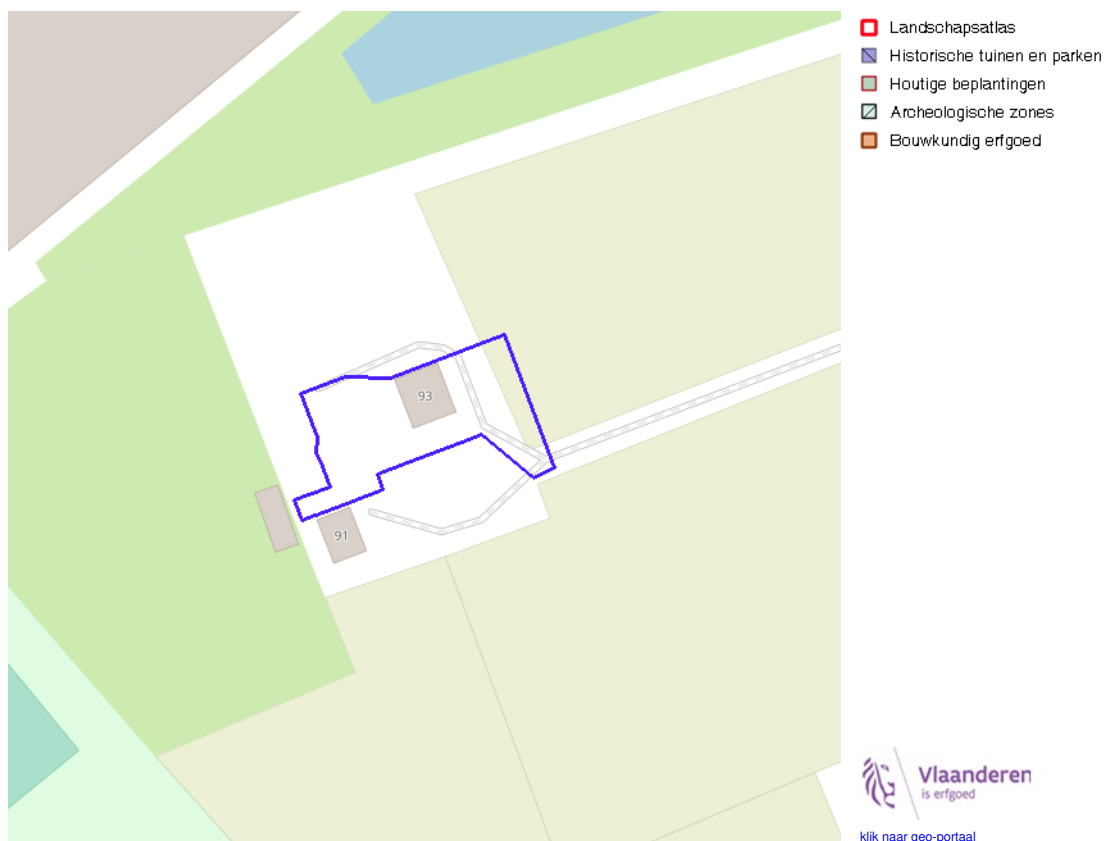 Landschapsatlas
Historische tuinen en parken
Houtige beplantingen
Archeologische zones
Bouwkundig erfgoed
93
91
Vlaanderen
is erfgoed
klik naar geo-portaal